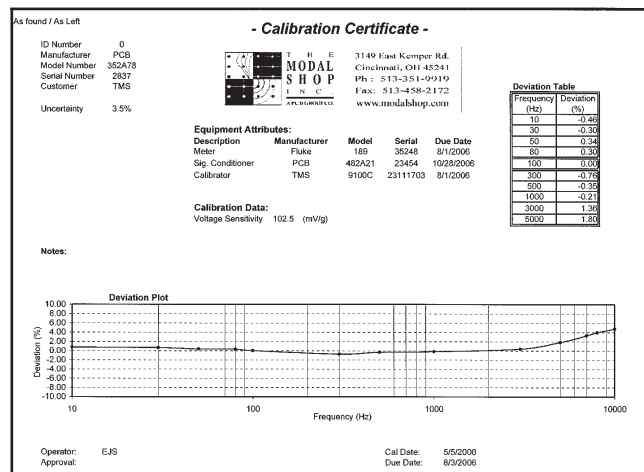 As found / As Left
- Calibration Certificate -
ID Number 0
Manufacturer PCB
Model Number 352A78
Serial Number 2837
Customer TMS
Uncertainty 3.5%
THE
MODAL
SHOP
INC
A PCB GROUP CO.
3149 East Kemper Rd.
Cincinnati, OH 45241
Ph : 513-351-9919
Fax: 513-458-2172
www.modalshop.com
Deviation Table
Frequency (Hz) Deviation (%)
10 -0.46
30 -0.30
50 0.34
80 0.30
100 0.00
300 -0.76
500 -0.35
1000 -0.21
3000 1.36
5000 1.80
Equipment Attributes:
Description Manufacturer Model Serial Due Date
Meter Fluke 189 35248 8/1/2006
Sig. Conditioner PCB 482A21 23454 10/28/2006
Calibrator TMS 9100C 23111703 8/1/2006
Calibration Data:
Voltage Sensitivity 102.5 (mV/g)
Notes:
Deviation Plot
Deviation (%)
10.00
8.00
6.00
4.00
2.00
0.00
-2.00
-4.00
-6.00
-8.00
-10.00
10 100 1000 10000
Frequency (Hz)
Operator: EJS
Approval:
Cal Date: 5/5/2006
Due Date: 8/3/2006